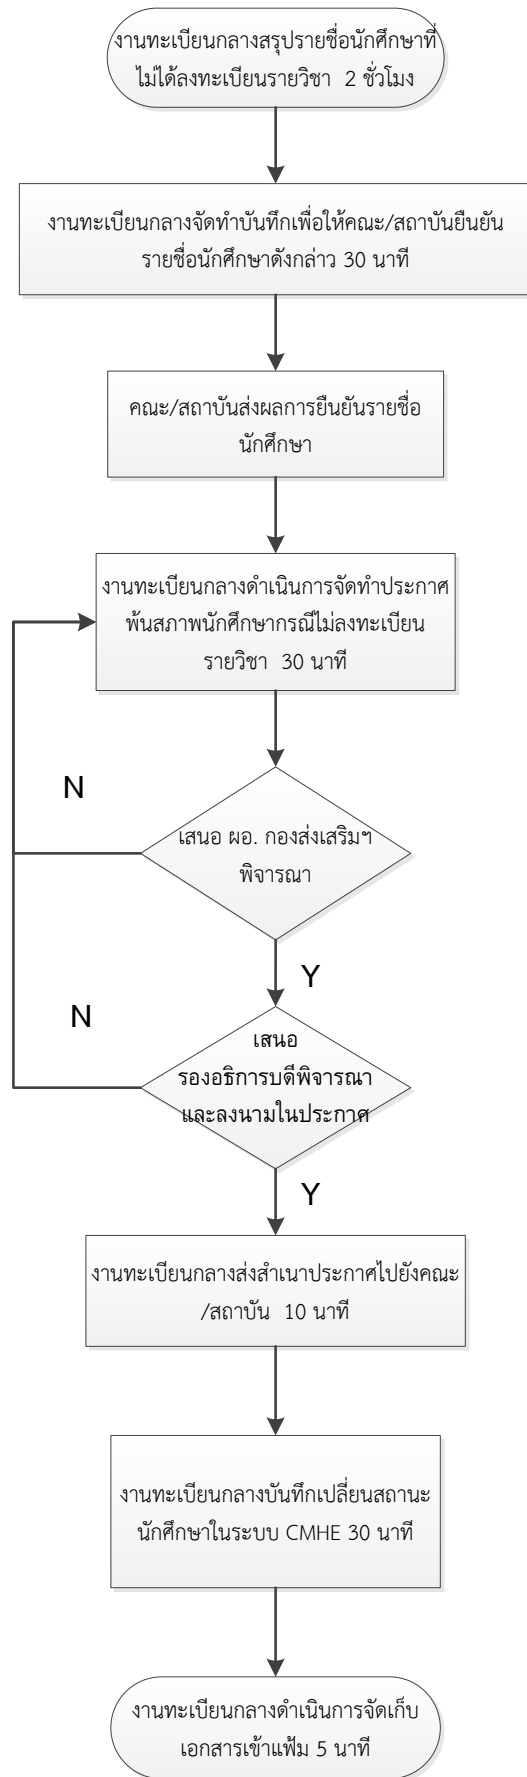 งานทะเบียนกลางสรุปรายชื่อนักศึกษาที่
ไม่ได้ลงทะเบียนรายวิชา 2 ชั่วโมง
งานทะเบียนกลางจัดทำบันทึกเพื่อให้คณะ/สถาบันยืนยัน
รายชื่อนักศึกษาดังกล่าว 30 นาที
คณะ/สถาบันส่งผลการยืนยันรายชื่อ
นักศึกษา
งานทะเบียนกลางดำเนินการจัดทำประกาศ
พ้นสภาพนักศึกษากรณีไม่ลงทะเบียน
รายวิชา 30 นาที
N
เสนอ ผอ. กองส่งเสริมฯ
พิจารณา
Y
N
เสนอ
รองอธิการบดีพิจารณา
และลงนามในประกาศ
Y
งานทะเบียนกลางส่งสำเนาประกาศไปยังคณะ
/สถาบัน 10 นาที
งานทะเบียนกลางบันทึกเปลี่ยนสถานะ
นักศึกษาในระบบ CMHE 30 นาที
งานทะเบียนกลางดำเนินการจัดเก็บ
เอกสารเข้าแฟ้ม 5 นาที